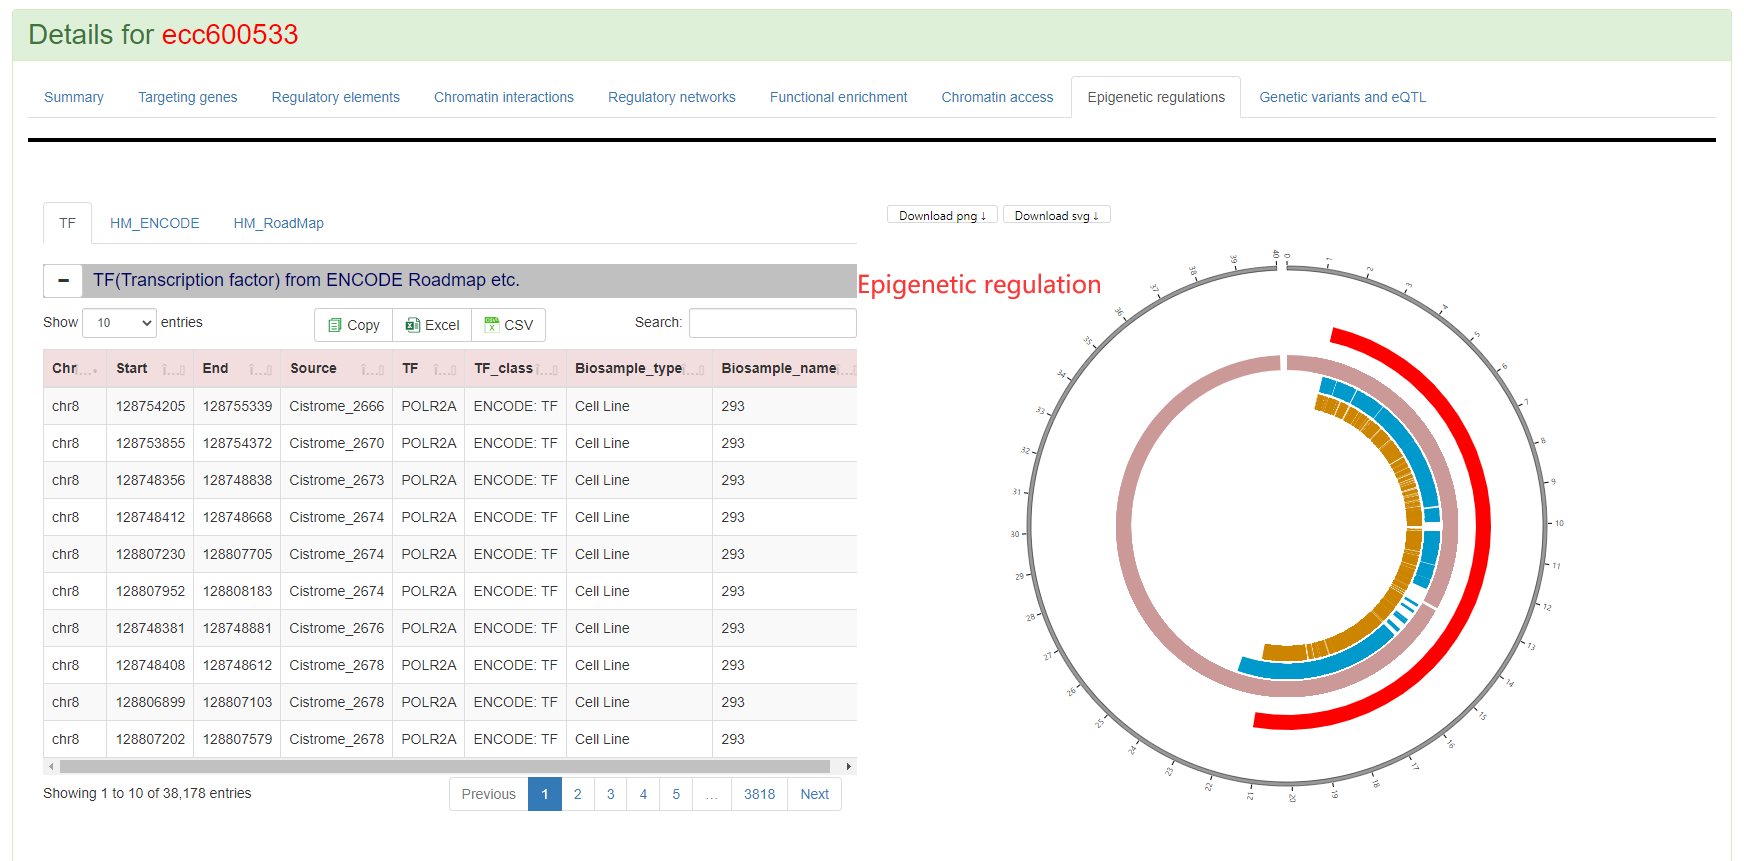 Details for ecc600533
Summary Targeting genes Regulatory elements Chromatin interactions Regulatory networks Functional enrichment Chromatin access Epigenetic regulations Genetic variants and eQTL
TF HM_ENCODE HM_RoadMap
Download png↓ Download svg↓
− TF(Transcription factor) from ENCODE Roadmap etc.
Epigenetic regulation
Show 10 entries Copy Excel CSV Search:
Chr Start End Source TF TF_class Biosample_type Biosample_name
chr8 128754205 128755339 Cistrome_2666 POLR2A ENCODE: TF Cell Line 293
chr8 128753855 128754372 Cistrome_2670 POLR2A ENCODE: TF Cell Line 293
chr8 128748356 128748838 Cistrome_2673 POLR2A ENCODE: TF Cell Line 293
chr8 128748412 128748668 Cistrome_2674 POLR2A ENCODE: TF Cell Line 293
chr8 128807230 128807705 Cistrome_2674 POLR2A ENCODE: TF Cell Line 293
chr8 128807952 128808183 Cistrome_2674 POLR2A ENCODE: TF Cell Line 293
chr8 128748381 128748881 Cistrome_2676 POLR2A ENCODE: TF Cell Line 293
chr8 128748408 128748612 Cistrome_2678 POLR2A ENCODE: TF Cell Line 293
chr8 128806899 128807103 Cistrome_2678 POLR2A ENCODE: TF Cell Line 293
chr8 128807202 128807579 Cistrome_2678 POLR2A ENCODE: TF Cell Line 293
Showing 1 to 10 of 38,178 entries
Previous 1 2 3 4 5 … 3818 Next
0 1 2 3 4 5 6 7 8 9 10 11 12 13 14 15 16 17 18 19 20 21 22 23 24 25 26 27 28 29 30 31 32 33 34 35 36 37 38 39 40